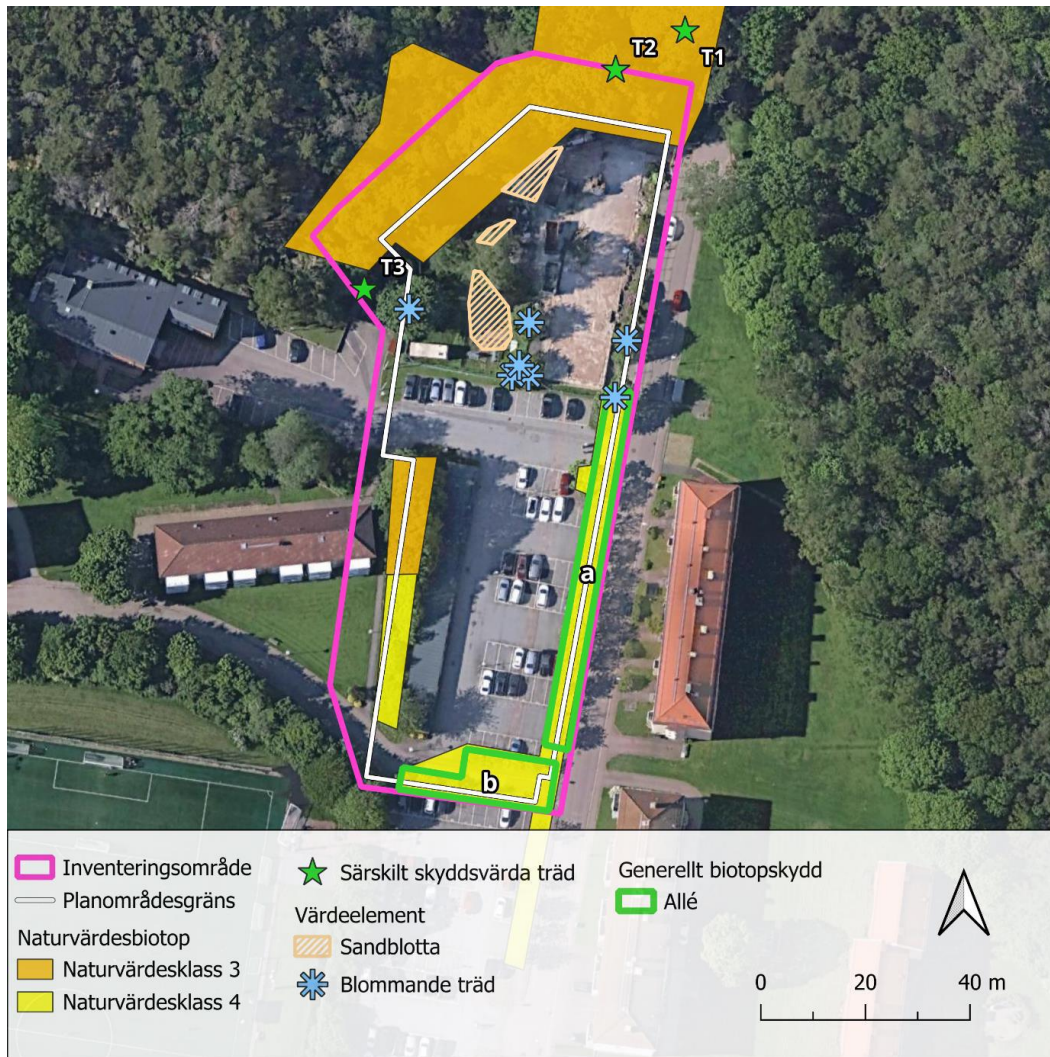 T1
T2
T3
a
b
Inventeringsområde
Planområdesgräns
Naturvärdesbiotop
Naturvärdesklass 3
Naturvärdesklass 4
Särskilt skyddsvärda träd
Värdeelement
Sandblotta
Blommande träd
Generellt biotopskydd
Allé
0 20 40 m